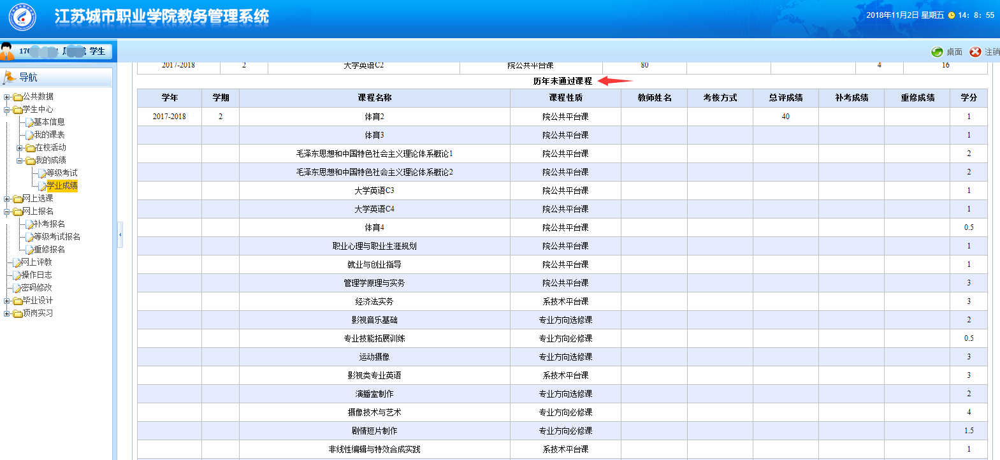 江苏城市职业学院教务管理系统
2018年11月2日 星期五 14: 8: 55
学生
桌面 注销
导航
公共数据
学生中心
基本信息
我的课表
在校活动
我的成绩
等级考试
学业成绩
网上选课
网上报名
补考报名
等级考试报名
重修报名
网上评教
操作日志
密码修改
毕业设计
顶岗实习
2017-2018 2 大学英语C2 院公共平台课 80 4 16
历年未通过课程
学年 学期 课程名称 课程性质 教师姓名 考核方式 总评成绩 补考成绩 重修成绩 学分
2017-2018 2 体育2 院公共平台课 40 1
体育3 院公共平台课 1
毛泽东思想和中国特色社会主义理论体系概论1 院公共平台课 2
毛泽东思想和中国特色社会主义理论体系概论2 院公共平台课 2
大学英语C3 院公共平台课 1
大学英语C4 院公共平台课 1
体育4 院公共平台课 0.5
职业心理与职业生涯规划 院公共平台课 1
就业与创业指导 院公共平台课 1
管理学原理与实务 院公共平台课 3
经济法实务 系技术平台课 3
影视音乐基础 专业方向选修课 2
专业技能拓展训练 专业方向必修课 0.5
运动摄像 专业方向选修课 3
影视类专业英语 系技术平台课 3
演播室制作 专业方向选修课 2
摄像技术与艺术 专业方向必修课 4
剧情短片制作 专业方向必修课 1.5
非线性编辑与特效合成实践 系技术平台课 1